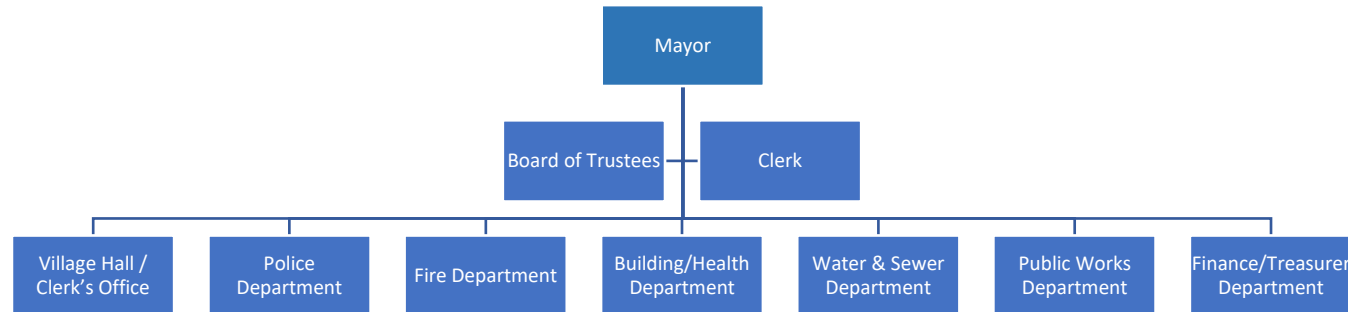 Mayor
Board of Trustees
Clerk
Village Hall /
Clerk’s Office
Police
Department
Fire Department
Building/Health
Department
Water & Sewer
Department
Public Works
Department
Finance/Treasurer
Department